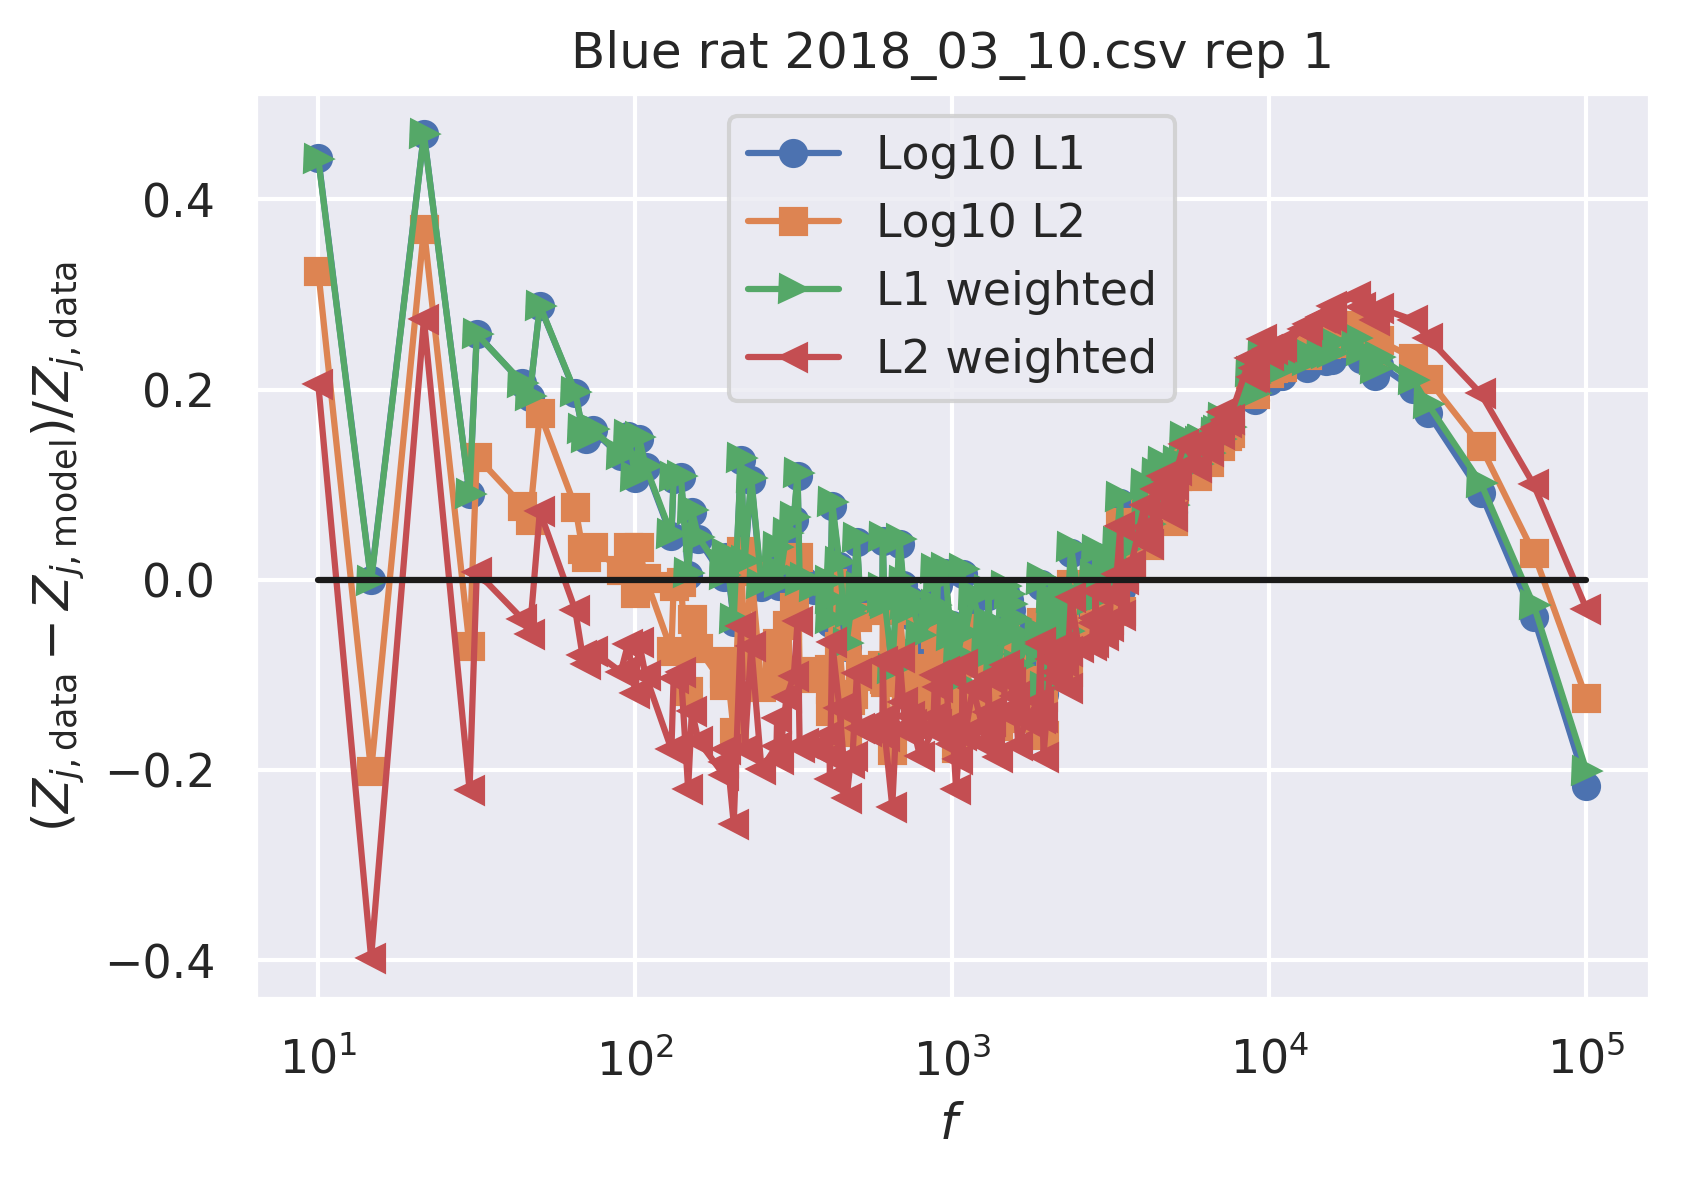 Blue rat 2018_03_10.csv rep 1
(Z_{j, data} − Z_{j, model})/Z_{j, data}
0.4
0.2
0.0
−0.2
−0.4
Log10 L1
Log10 L2
L1 weighted
L2 weighted
10^1 10^2 10^3 10^4 10^5
f